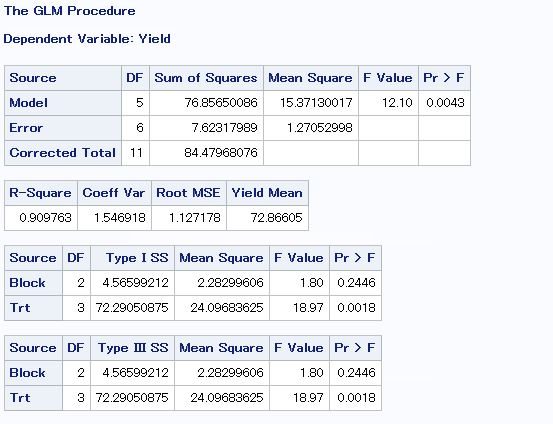 The GLM Procedure
Dependent Variable: Yield
Source DF Sum of Squares Mean Square F Value Pr > F
Model 5 76.85650086 15.37130017 12.10 0.0043
Error 6 7.62317989 1.27052998
Corrected Total 11 84.47968076
R-Square Coeff Var Root MSE Yield Mean
0.909763 1.546918 1.127178 72.86605
Source DF Type I SS Mean Square F Value Pr > F
Block 2 4.56599212 2.28299606 1.80 0.2446
Trt 3 72.29050875 24.09683625 18.97 0.0018
Source DF Type III SS Mean Square F Value Pr > F
Block 2 4.56599212 2.28299606 1.80 0.2446
Trt 3 72.29050875 24.09683625 18.97 0.0018